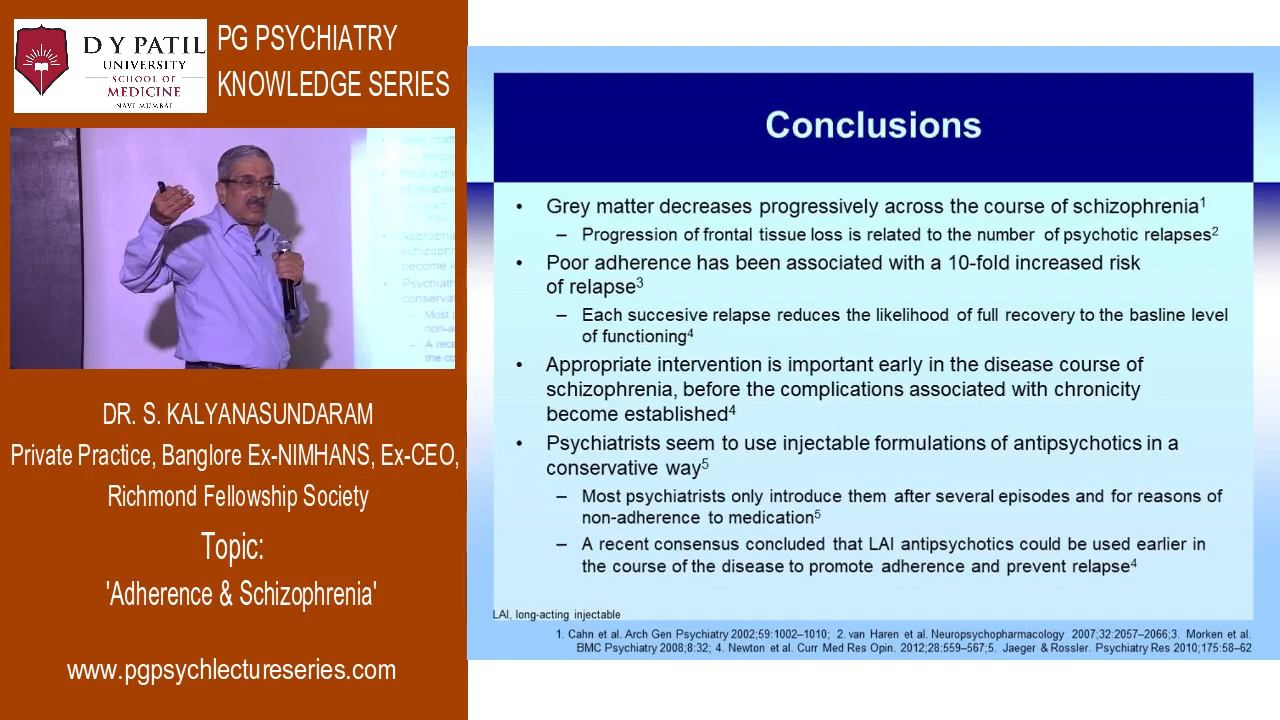 D Y PATIL
UNIVERSITY
SCHOOL OF
MEDICINE
NAVI MUMBAI
PG PSYCHIATRY
KNOWLEDGE SERIES
DR. S. KALYANASUNDARAM
Private Practice, Banglore Ex-NIMHANS, Ex-CEO,
Richmond Fellowship Society
Topic:
'Adherence & Schizophrenia'
www.pgpsychlectureseries.com
Conclusions
• Grey matter decreases progressively across the course of schizophrenia¹
– Progression of frontal tissue loss is related to the number of psychotic relapses²
• Poor adherence has been associated with a 10-fold increased risk
of relapse³
– Each succesive relapse reduces the likelihood of full recovery to the basline level
of functioning⁴
• Appropriate intervention is important early in the disease course of
schizophrenia, before the complications associated with chronicity
become established⁴
• Psychiatrists seem to use injectable formulations of antipsychotics in a
conservative way⁵
– Most psychiatrists only introduce them after several episodes and for reasons of
non-adherence to medication⁵
– A recent consensus concluded that LAI antipsychotics could be used earlier in
the course of the disease to promote adherence and prevent relapse⁴
LAI, long-acting injectable
1. Cahn et al. Arch Gen Psychiatry 2002;59:1002–1010; 2. van Haren et al. Neuropsychopharmacology 2007;32:2057–2066;3. Morken et al.
BMC Psychiatry 2008;8:32; 4. Newton et al. Curr Med Res Opin. 2012;28:559–567;5. Jaeger & Rossler. Psychiatry Res 2010;175:58–62